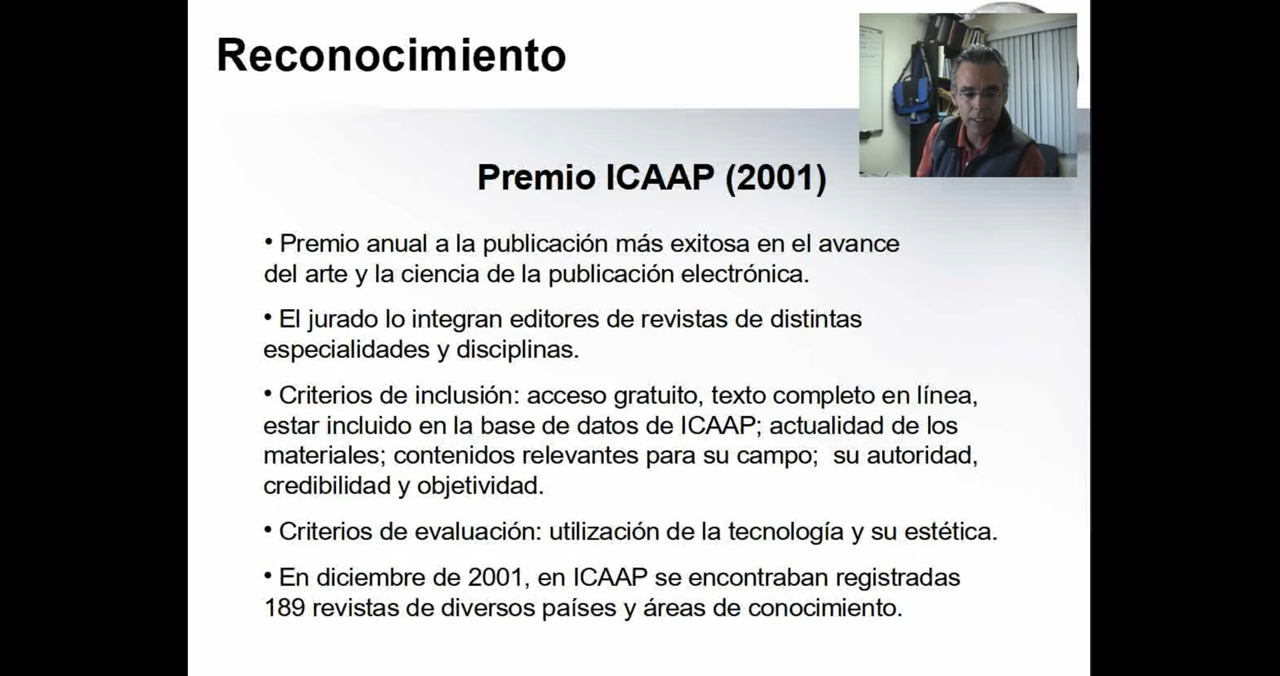 Reconocimiento
Premio ICAAP (2001)
• Premio anual a la publicación más exitosa en el avance
del arte y la ciencia de la publicación electrónica.
• El jurado lo integran editores de revistas de distintas
especialidades y disciplinas.
• Criterios de inclusión: acceso gratuito, texto completo en línea,
estar incluido en la base de datos de ICAAP; actualidad de los
materiales; contenidos relevantes para su campo; su autoridad,
credibilidad y objetividad.
• Criterios de evaluación: utilización de la tecnología y su estética.
• En diciembre de 2001, en ICAAP se encontraban registradas
189 revistas de diversos países y áreas de conocimiento.